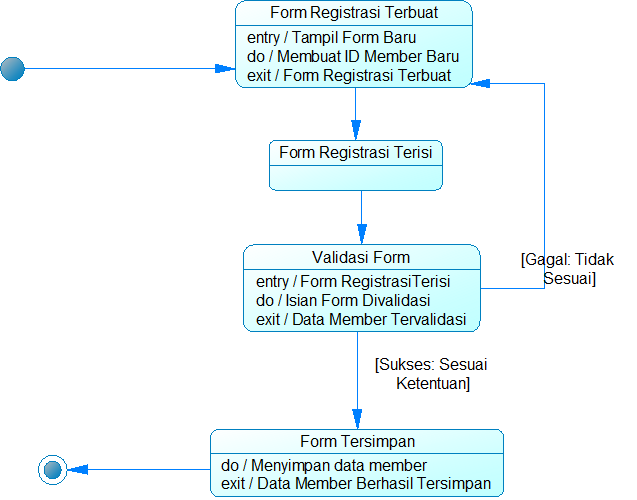 Form Registrasi Terbuat
entry / Tampil Form Baru
do / Membuat ID Member Baru
exit / Form Registrasi Terbuat
Form Registrasi Terisi
Validasi Form
entry / Form RegistrasiTerisi
do / Isian Form Divalidasi
exit / Data Member Tervalidasi
[Gagal: Tidak
Sesuai]
[Sukses: Sesuai
Ketentuan]
Form Tersimpan
do / Menyimpan data member
exit / Data Member Berhasil Tersimpan